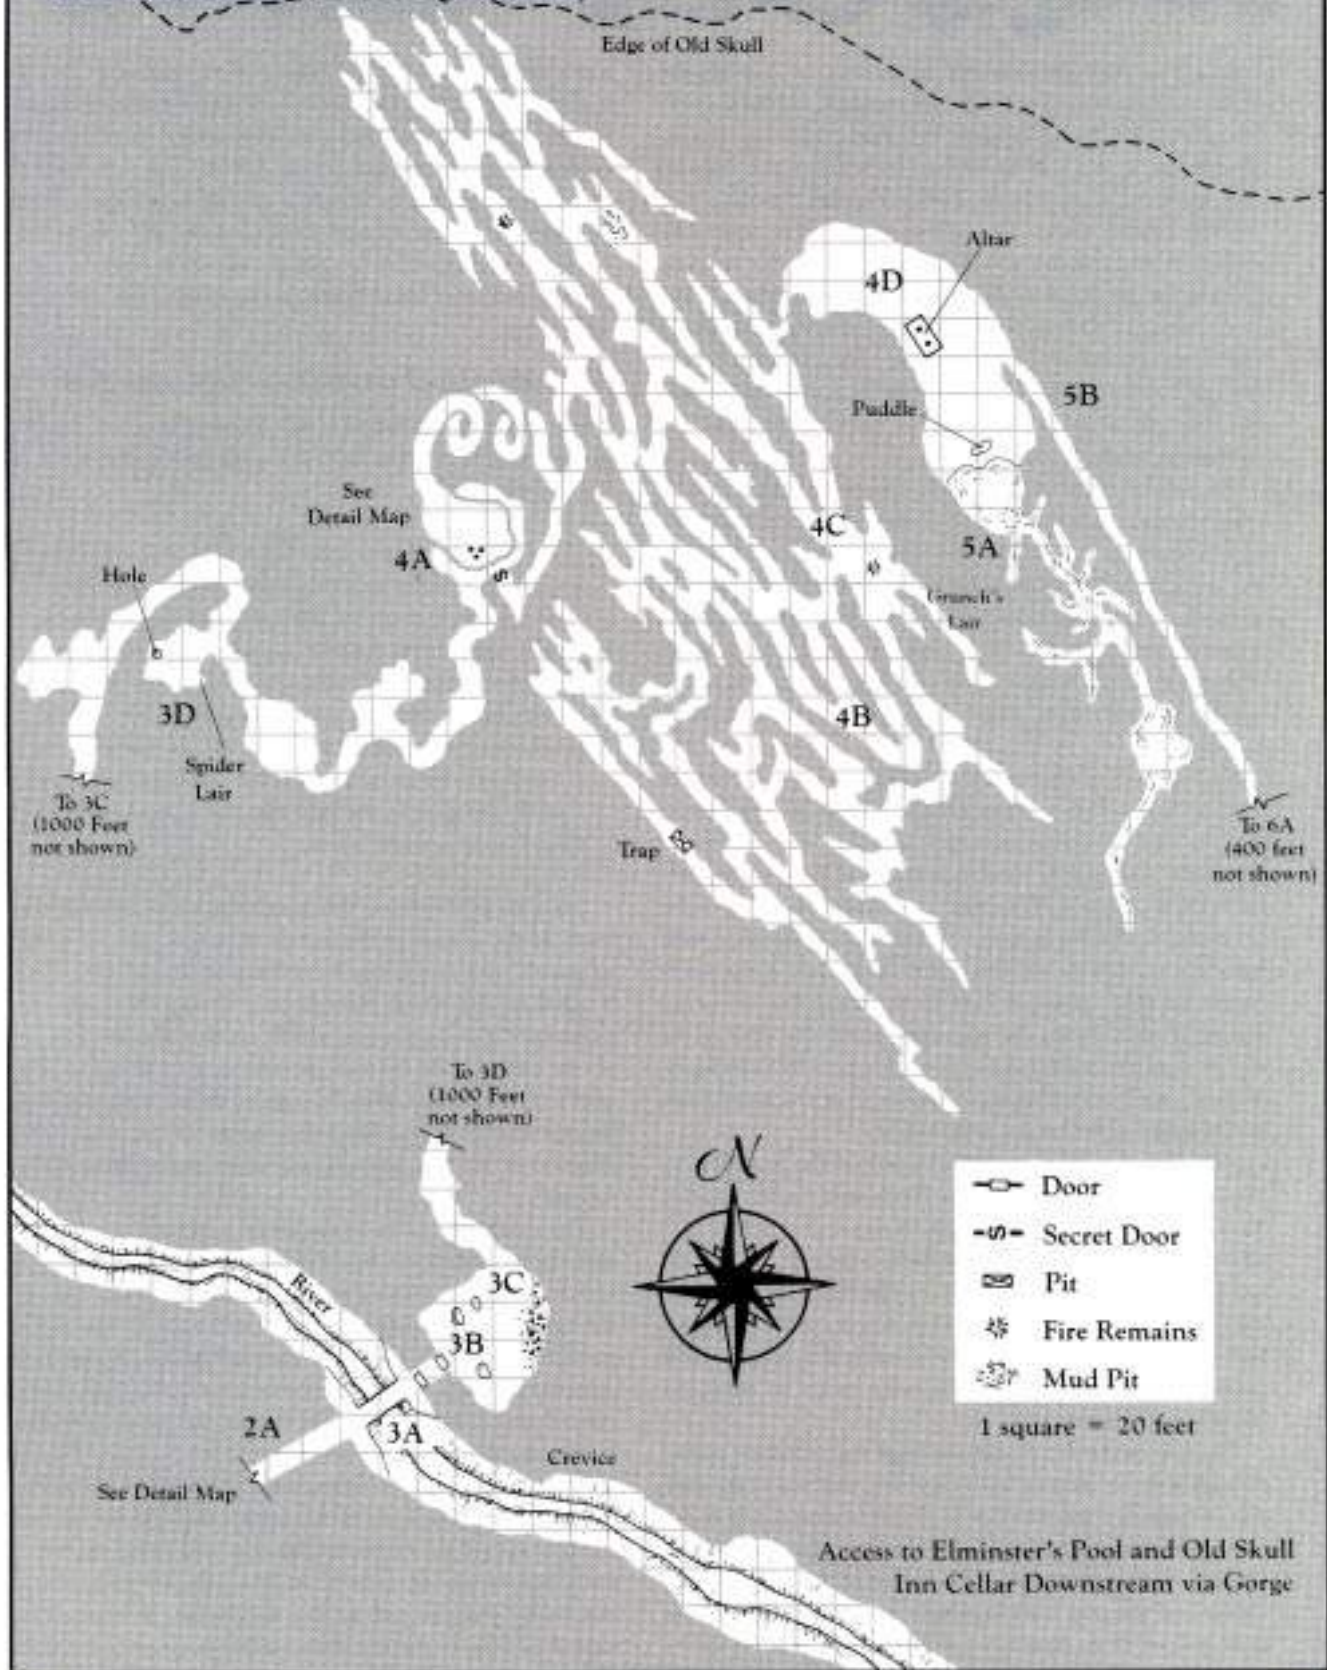 Edge of Old Skull
Altar
4D
5B
Puddle
See
Detail Map
4C
4A
5A
Hole
Grunch's
Lair
S
3D
4B
Spider
Lair
To 3C
(1000 Feet
not shown)
Trap
To 6A
(400 feet
not shown)
To 3D
(1000 Feet
not shown)
N
Door
S Secret Door
Pit
Fire Remains
Mud Pit
1 square = 20 feet
River
3C
3B
2A
3A
Crevice
See Detail Map
Access to Elminster's Pool and Old Skull
Inn Cellar Downstream via Gorge